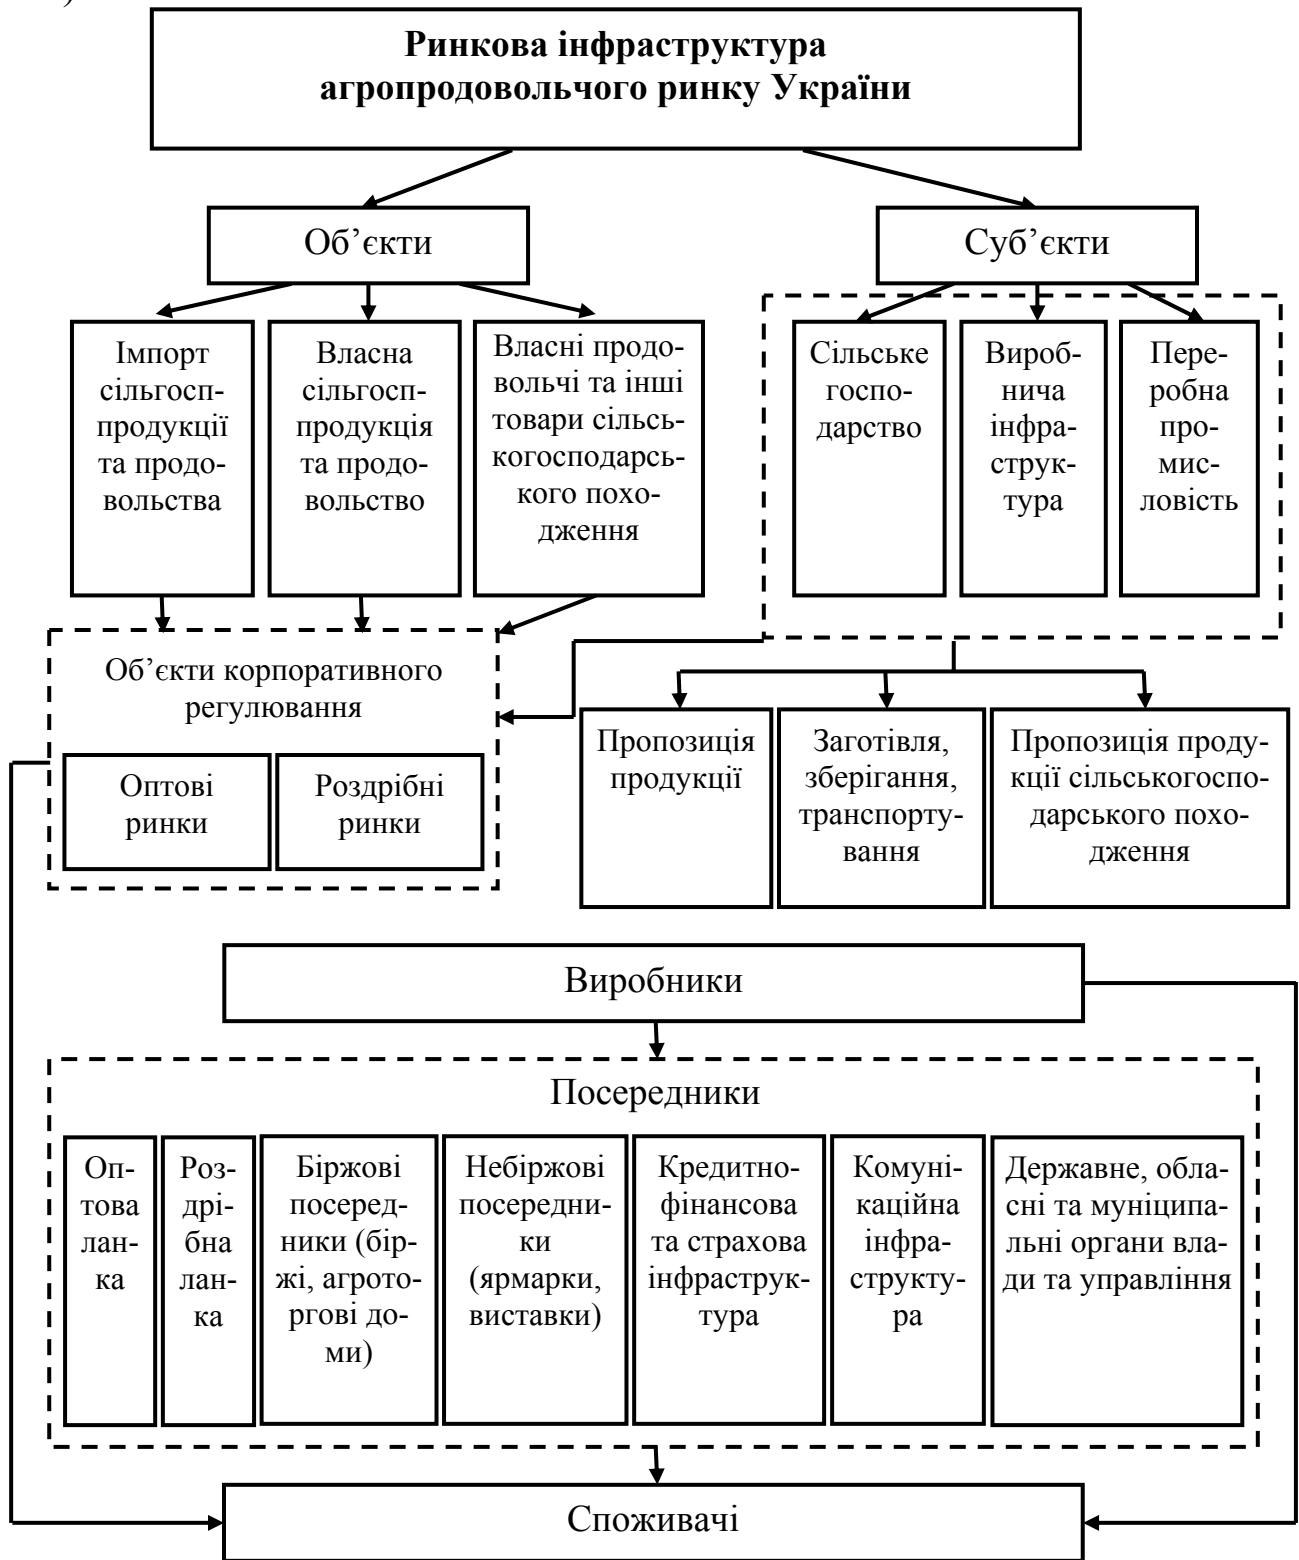 )
Ринкова інфраструктура
агропродовольчого ринку України
Об’єкти
Суб’єкти
Імпорт
сільгосп-
продукції
та продо-
вольства
Власна
сільгосп-
продукція
та продо-
вольство
Власні продо-
вольчі та інші
товари сільсь-
когосподарсь-
кого похо-
дження
Сільське
госпо-
дарство
Вироб-
нича
інфра-
струк-
тура
Пере-
робна
про-
мис-
ловість
Об’єкти корпоративного
регулювання
Оптові
ринки
Роздрібні
ринки
Пропозиція
продукції
Заготівля,
зберігання,
транспорту-
вання
Пропозиція проду-
кції сільськогоспо-
дарського похо-
дження
Виробники
Посередники
Оп-
това
лан-
ка
Роз-
дрі-
бна
лан-
ка
Біржові
посеред-
ники (бір-
жі, агрото-
ргові до-
ми)
Небіржові
посередни-
ки
(ярмарки,
виставки)
Кредитно-
фінансова
та страхова
інфраструк-
тура
Комуні-
каційна
інфра-
структу-
ра
Державне, обла-
сні та муніципа-
льні органи вла-
ди та управління
Споживачі